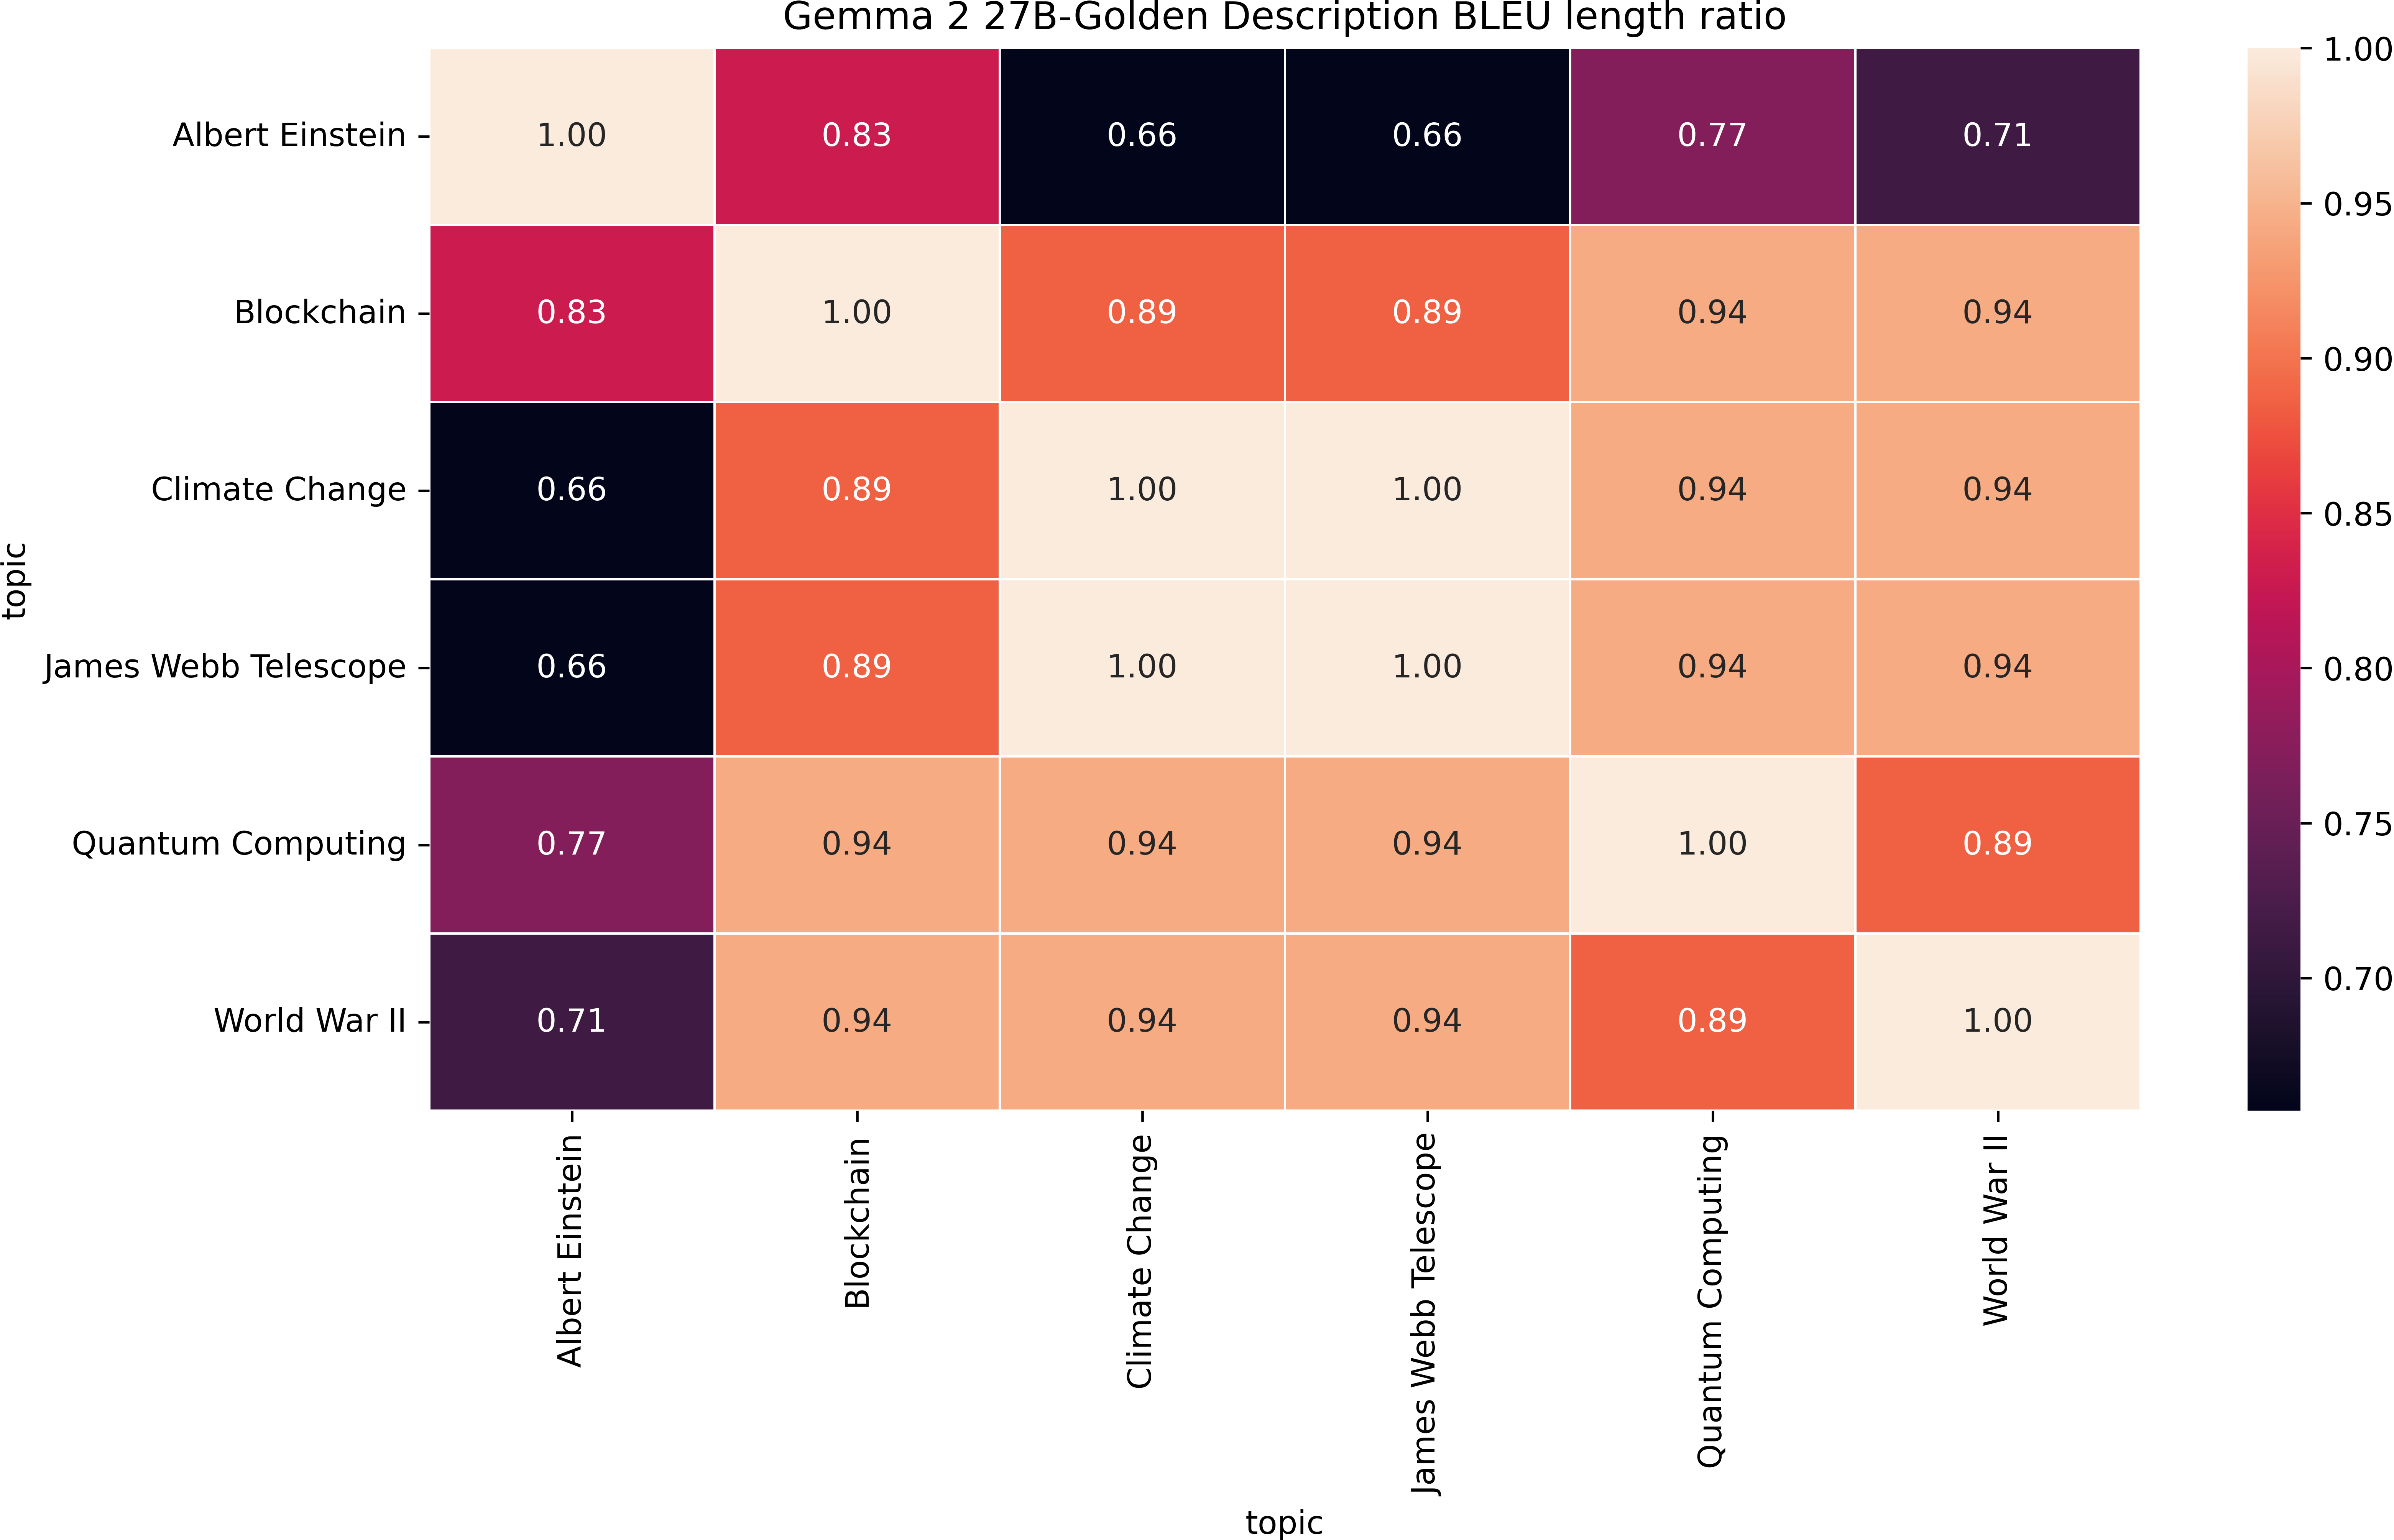 Gemma 2 27B-Golden Description BLEU length ratio
topic
Albert Einstein 1.00 0.83 0.66 0.66 0.77 0.71
Blockchain 0.83 1.00 0.89 0.89 0.94 0.94
Climate Change 0.66 0.89 1.00 1.00 0.94 0.94
James Webb Telescope 0.66 0.89 1.00 1.00 0.94 0.94
Quantum Computing 0.77 0.94 0.94 0.94 1.00 0.89
World War II 0.71 0.94 0.94 0.94 0.89 1.00
Albert Einstein
Blockchain
Climate Change
James Webb Telescope
Quantum Computing
World War II
topic
1.00
0.95
0.90
0.85
0.80
0.75
0.70